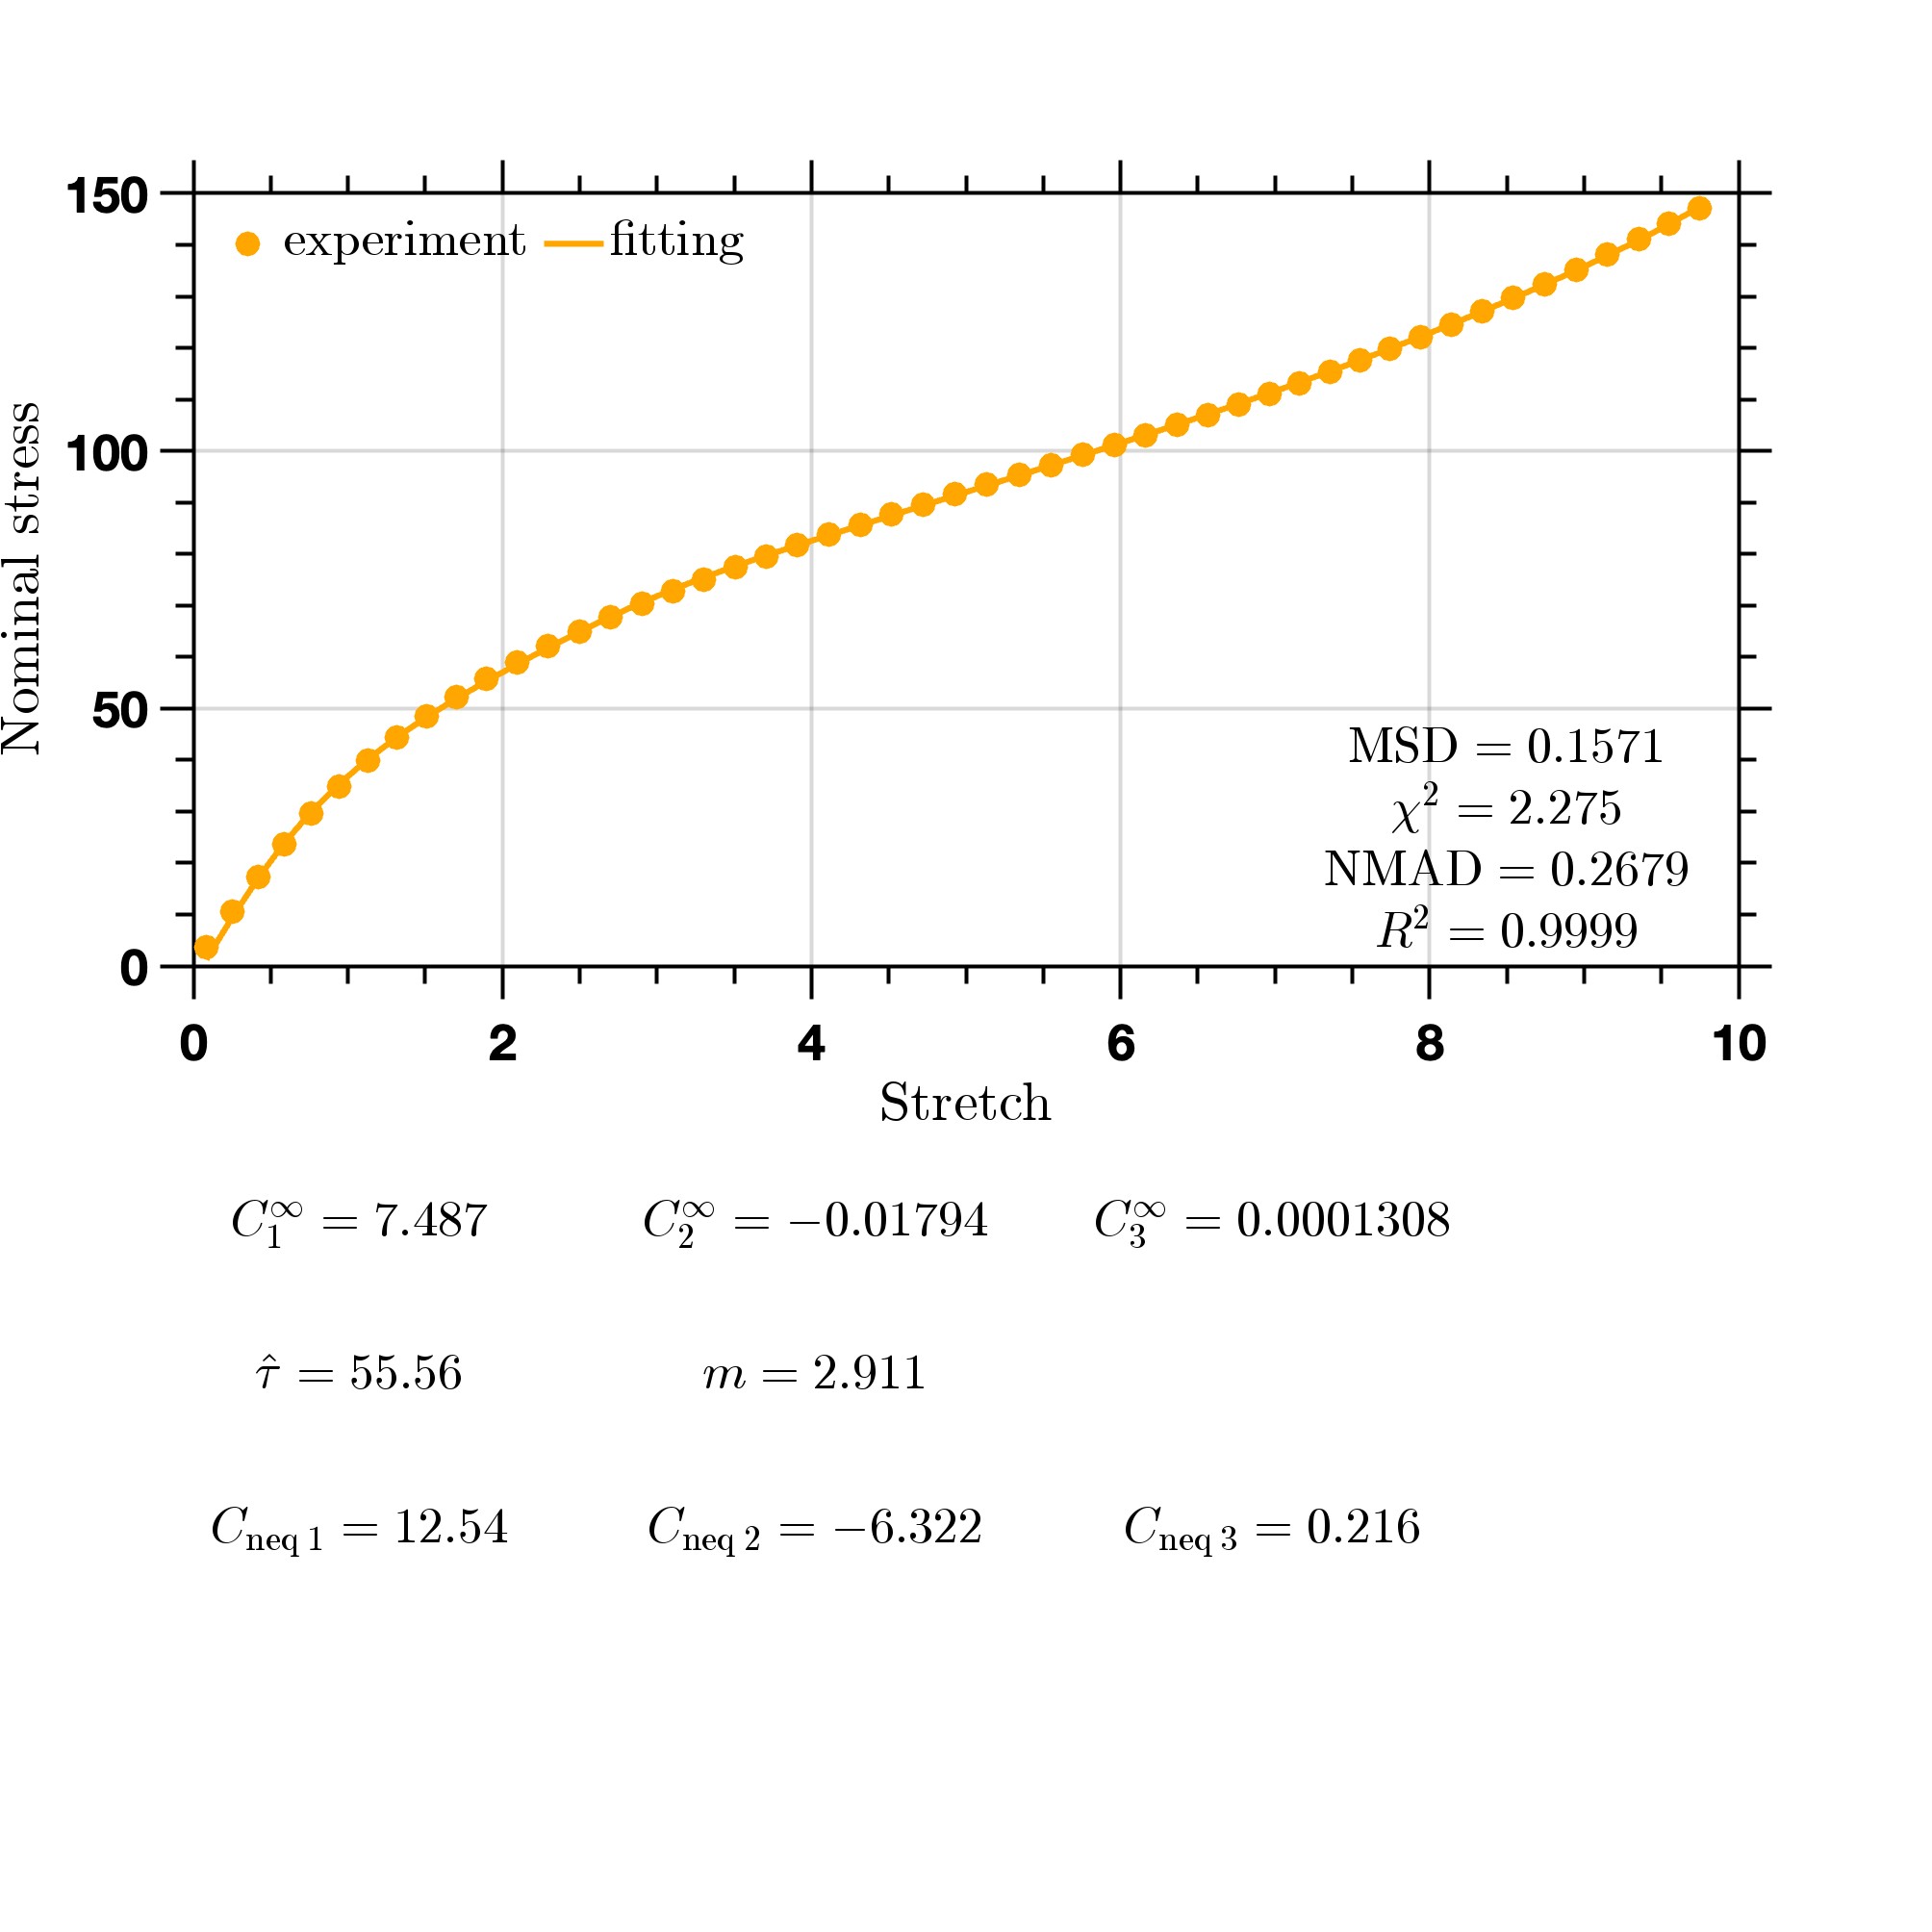 150
experiment fitting
100
Nominal stress
50
MSD = 0.1571
χ² = 2.275
NMAD = 0.2679
R² = 0.9999
0
0 2 4 6 8 10
Stretch
C₁^∞ = 7.487 C₂^∞ = −0.01794 C₃^∞ = 0.0001308
τ̂ = 55.56 m = 2.911
C_neq 1 = 12.54 C_neq 2 = −6.322 C_neq 3 = 0.216